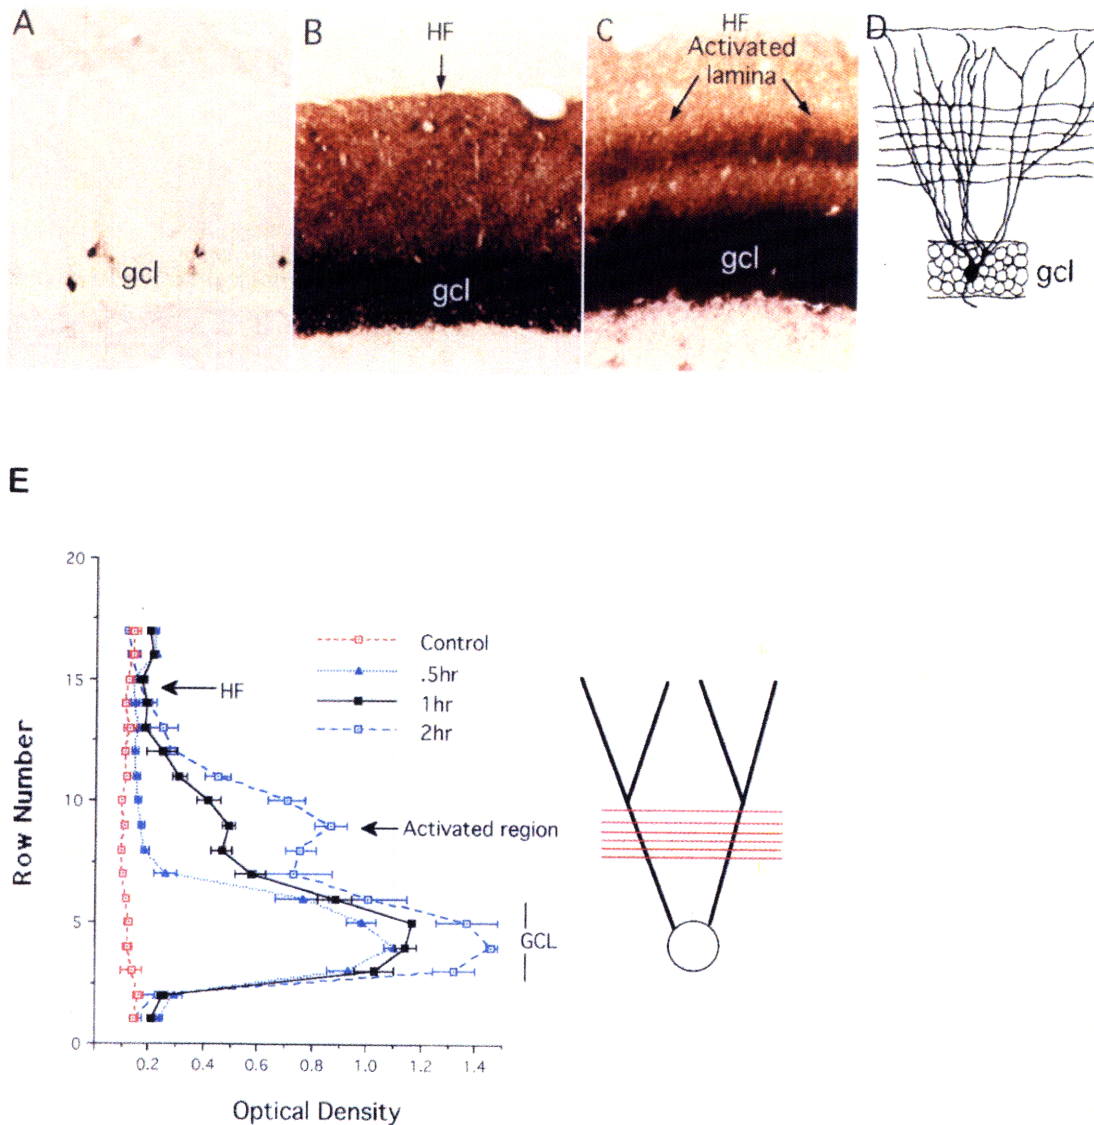 A
B
HF
C
HF
Activated
lamina
D
gcl
gcl
gcl
gcl
E
20
15
10
5
0
Row Number
Control
.5hr
1hr
2hr
HF
Activated region
GCL
0.2
0.4
0.6
0.8
1.0
1.2
1.4
Optical Density